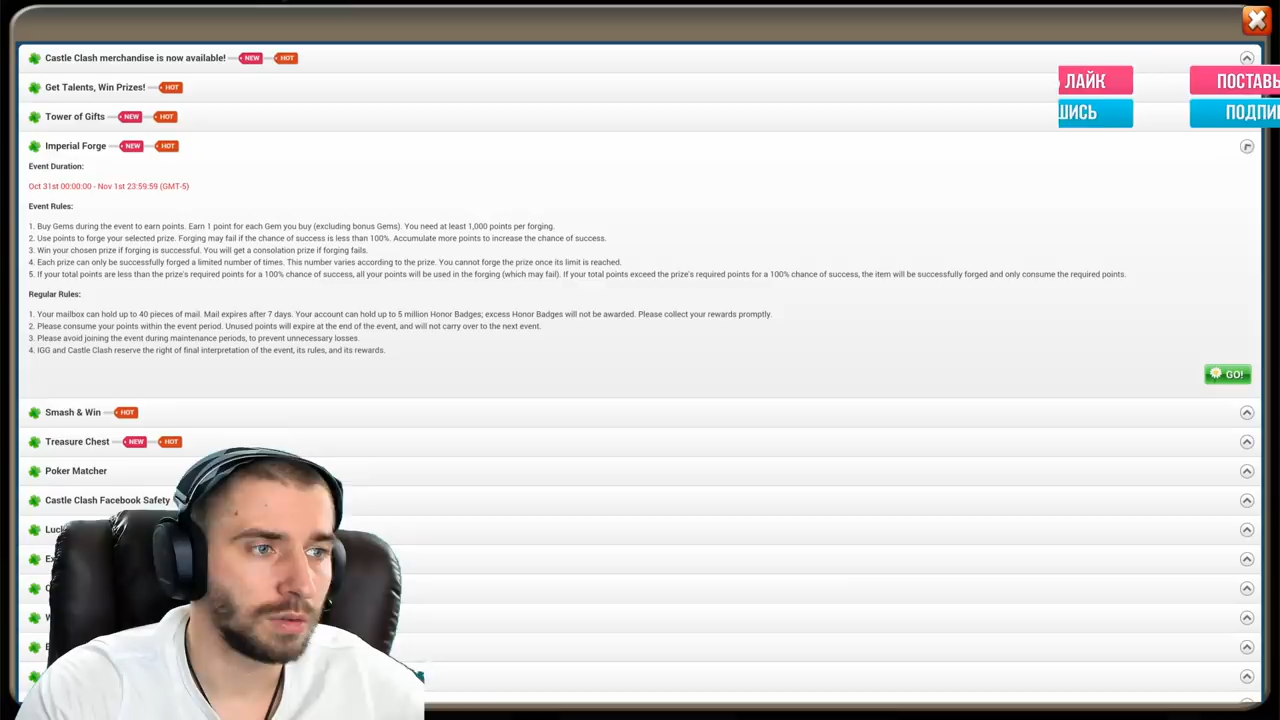 Castle Clash merchandise is now available! NEW HOT
Get Talents, Win Prizes! HOT
Tower of Gifts NEW HOT
Imperial Forge NEW HOT
Event Duration:
Oct 31st 00:00:00 - Nov 1st 23:59:59 (GMT-5)
Event Rules:
1. Buy Gems during the event to earn points. Earn 1 point for each Gem you buy (excluding bonus Gems). You need at least 1,000 points per forging.
2. Use points to forge your selected prize. Forging may fail if the chance of success is less than 100%. Accumulate more points to increase the chance of success.
3. Win your chosen prize if forging is successful. You will get a consolation prize if forging fails.
4. Each prize can only be successfully forged a limited number of times. This number varies according to the prize. You cannot forge the prize once its limit is reached.
5. If your total points are less than the prize's required points for a 100% chance of success, all your points will be used in the forging (which may fail). If your total points exceed the prize's required points for a 100% chance of success, the item will be successfully forged and only consume the required points.
Regular Rules:
1. Your mailbox can hold up to 40 pieces of mail. Mail expires after 7 days. Your account can hold up to 5 million Honor Badges; excess Honor Badges will not be awarded. Please collect your rewards promptly.
2. Please consume your points within the event period. Unused points will expire at the end of the event, and will not carry over to the next event.
3. Please avoid joining the event during maintenance periods, to prevent unnecessary losses.
4. IGG and Castle Clash reserve the right of final interpretation of the event, its rules, and its rewards.
GO!
Smash & Win HOT
Treasure Chest NEW HOT
Poker Matcher
Castle Clash Facebook Safety
ЛАЙК ПОСТАВЬ
ШИСЬ ПОДПИ